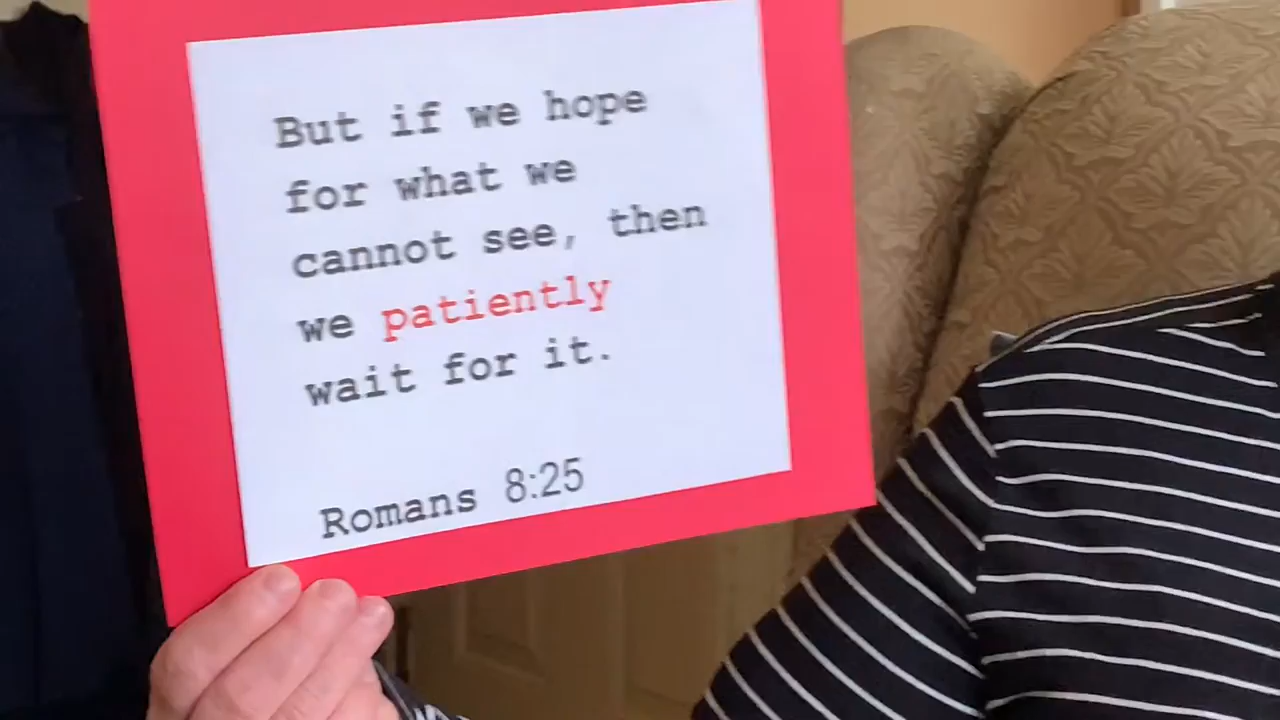 But if we hope
for what we
cannot see, then
we patiently
wait for it.
Romans 8:25